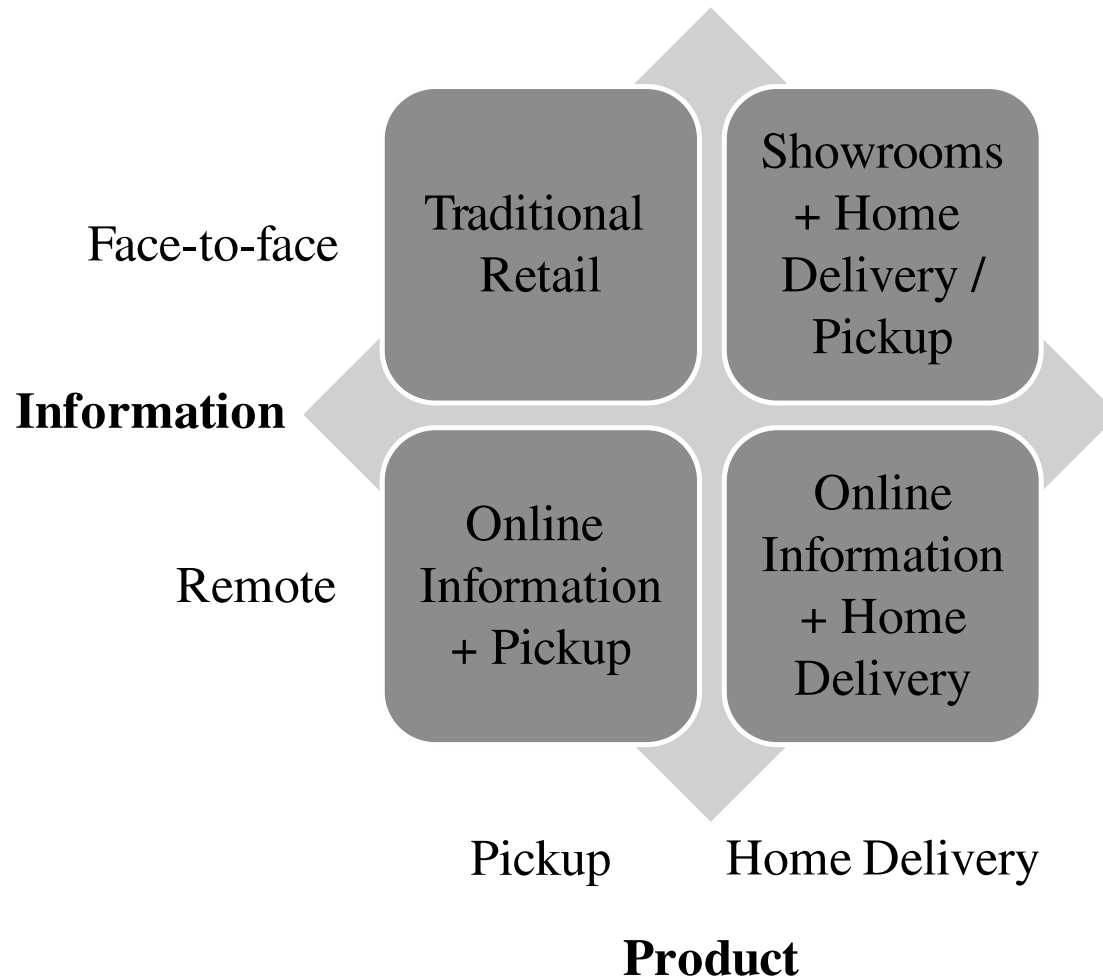 Face-to-face
Traditional
Retail
Showrooms
+ Home
Delivery /
Pickup
Information
Remote
Online
Information
+ Pickup
Online
Information
+ Home
Delivery
Pickup
Home Delivery
Product